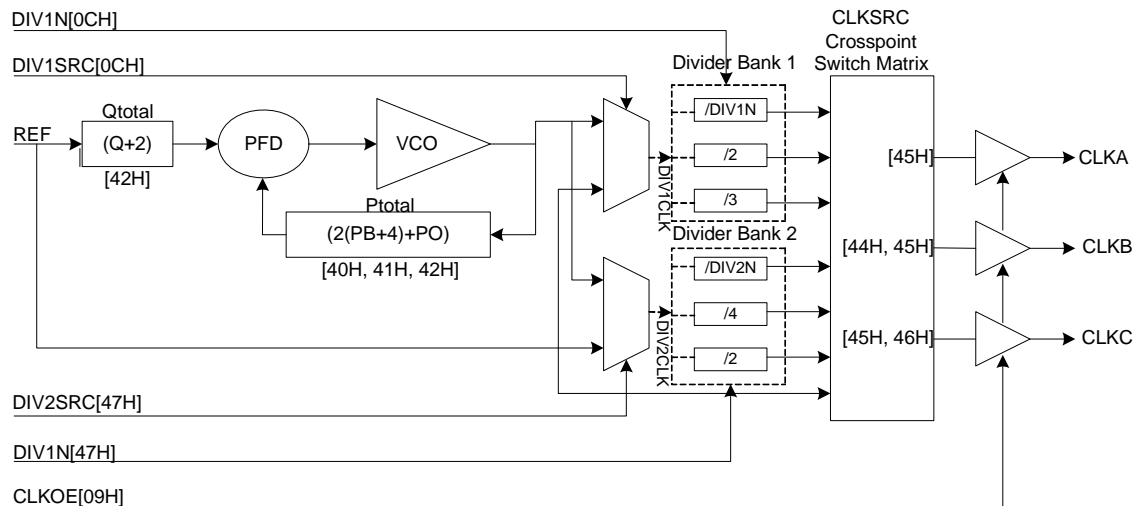 DIV1N[0CH]
DIV1SRC[0CH]
REF
Qtotal
(Q+2)
[42H]
PFD
VCO
Ptotal
(2(PB+4)+PO)
[40H, 41H, 42H]
DIV1CLK
Divider Bank 1
/DIV1N
/2
/3
DIV2CLK
Divider Bank 2
/DIV2N
/4
/2
CLKSRC
Crosspoint
Switch Matrix
[45H]
[44H, 45H]
[45H, 46H]
CLKA
CLKB
CLKC
DIV2SRC[47H]
DIV1N[47H]
CLKOE[09H]